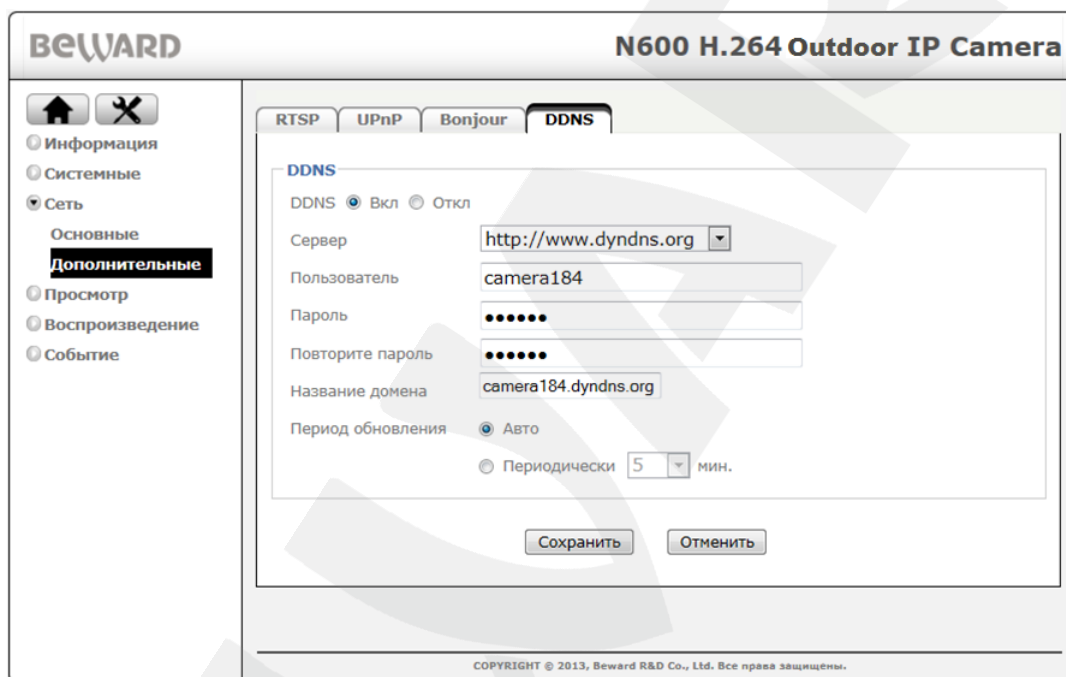 BEWARD
N600 H.264 Outdoor IP Camera
Информация
Системные
Сеть
Основные
Дополнительные
Просмотр
Воспроизведение
Событие
RTSP UPnP Bonjour DDNS
DDNS
DDNS Вкл Откл
Сервер http://www.dyndns.org
Пользователь camera184
Пароль ••••••
Повторите пароль ••••••
Название домена camera184.dyndns.org
Период обновления Авто
Периодически 5 мин.
Сохранить Отменить
COPYRIGHT © 2013, Beward R&D Co., Ltd. Все права защищены.